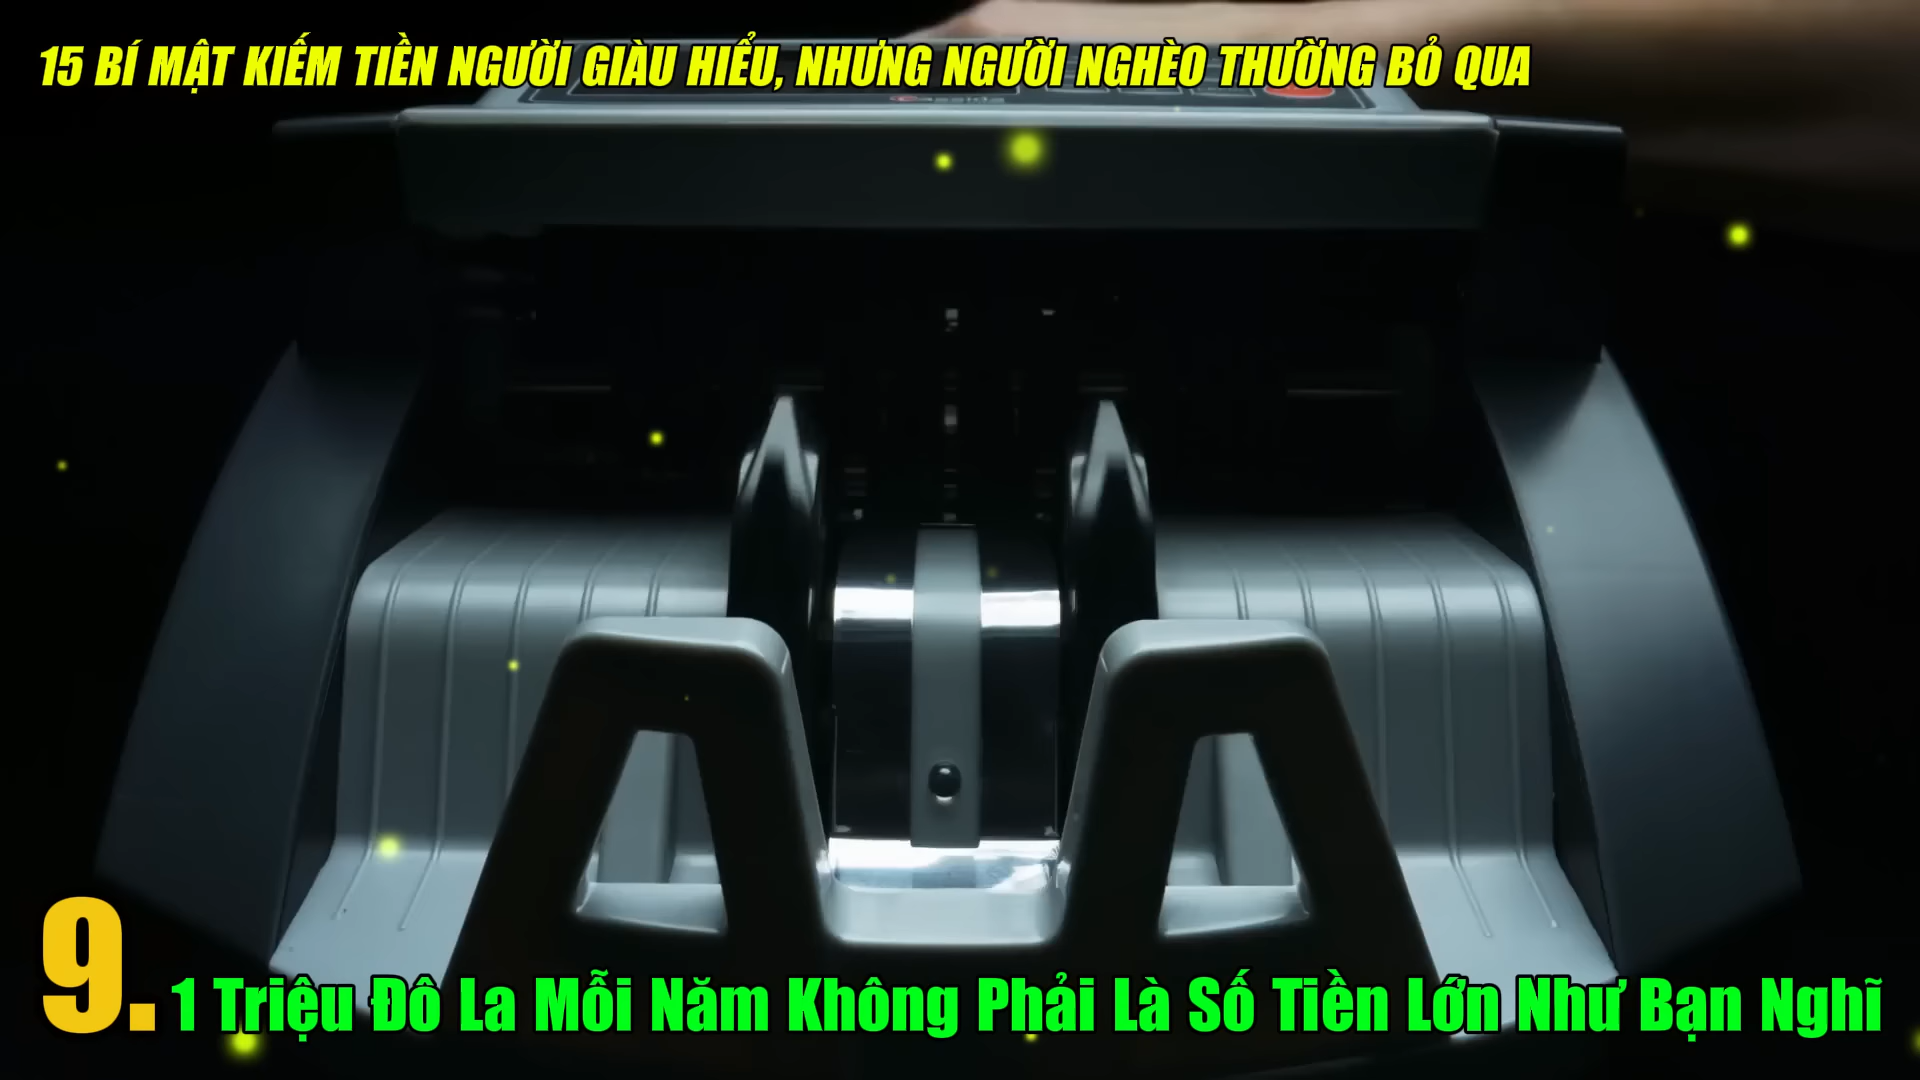 15 BÍ MẬT KIẾM TIỀN NGƯỜI GIÀU HIỂU, NHƯNG NGƯỜI NGHÈO THƯỜNG BỎ QUA
9. 1 Triệu Đô La Mỗi Năm Không Phải Là Số Tiền Lớn Như Bạn Nghĩ